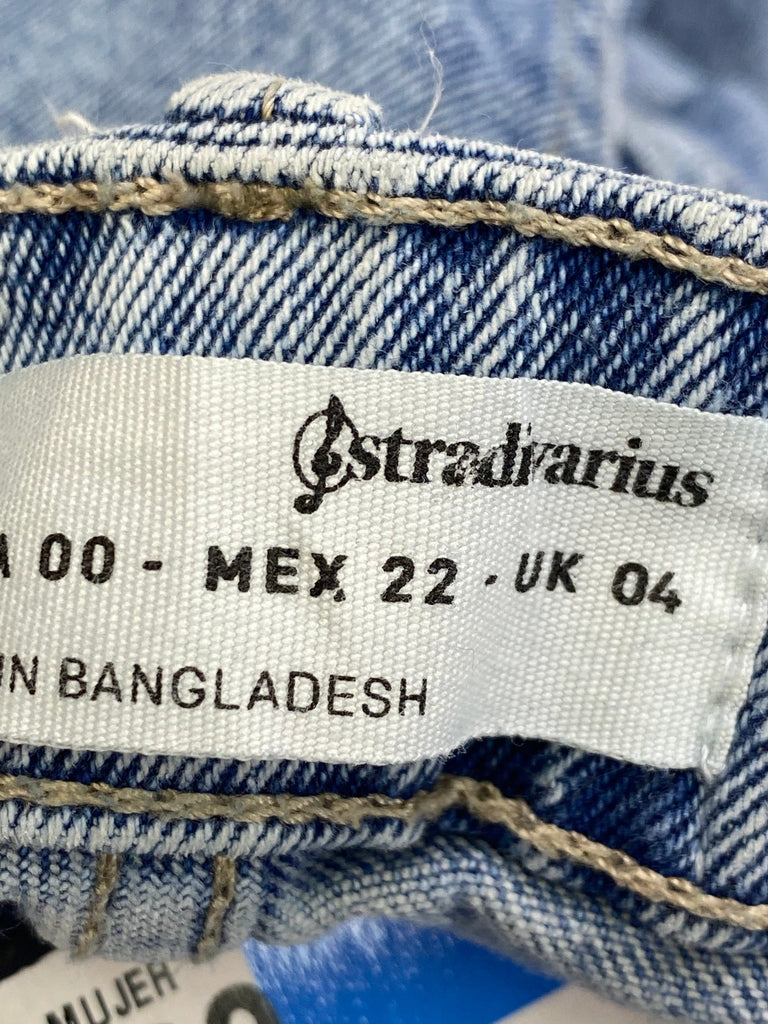 stradivarius
A 00 - MEX 22 - UK 04
IN BANGLADESH
MUJER